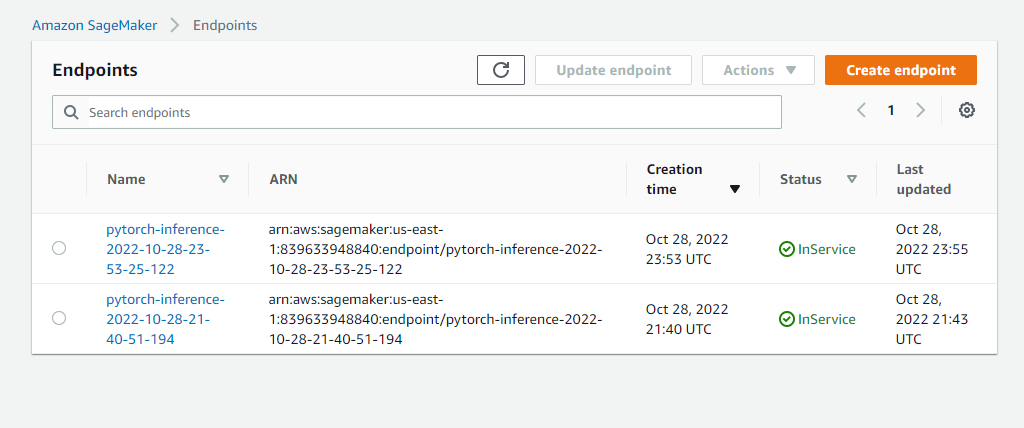 Amazon SageMaker > Endpoints
Endpoints
Update endpoint
Actions
Create endpoint
Search endpoints
1
Name
ARN
Creation
time
Status
Last
updated
pytorch-inference-
2022-10-28-23-
53-25-122
arn:aws:sagemaker:us-east-
1:839633948840:endpoint/pytorch-inference-2022-
10-28-23-53-25-122
Oct 28, 2022
23:53 UTC
InService
Oct 28,
2022 23:55
UTC
pytorch-inference-
2022-10-28-21-
40-51-194
arn:aws:sagemaker:us-east-
1:839633948840:endpoint/pytorch-inference-2022-
10-28-21-40-51-194
Oct 28, 2022
21:40 UTC
InService
Oct 28,
2022 21:43
UTC